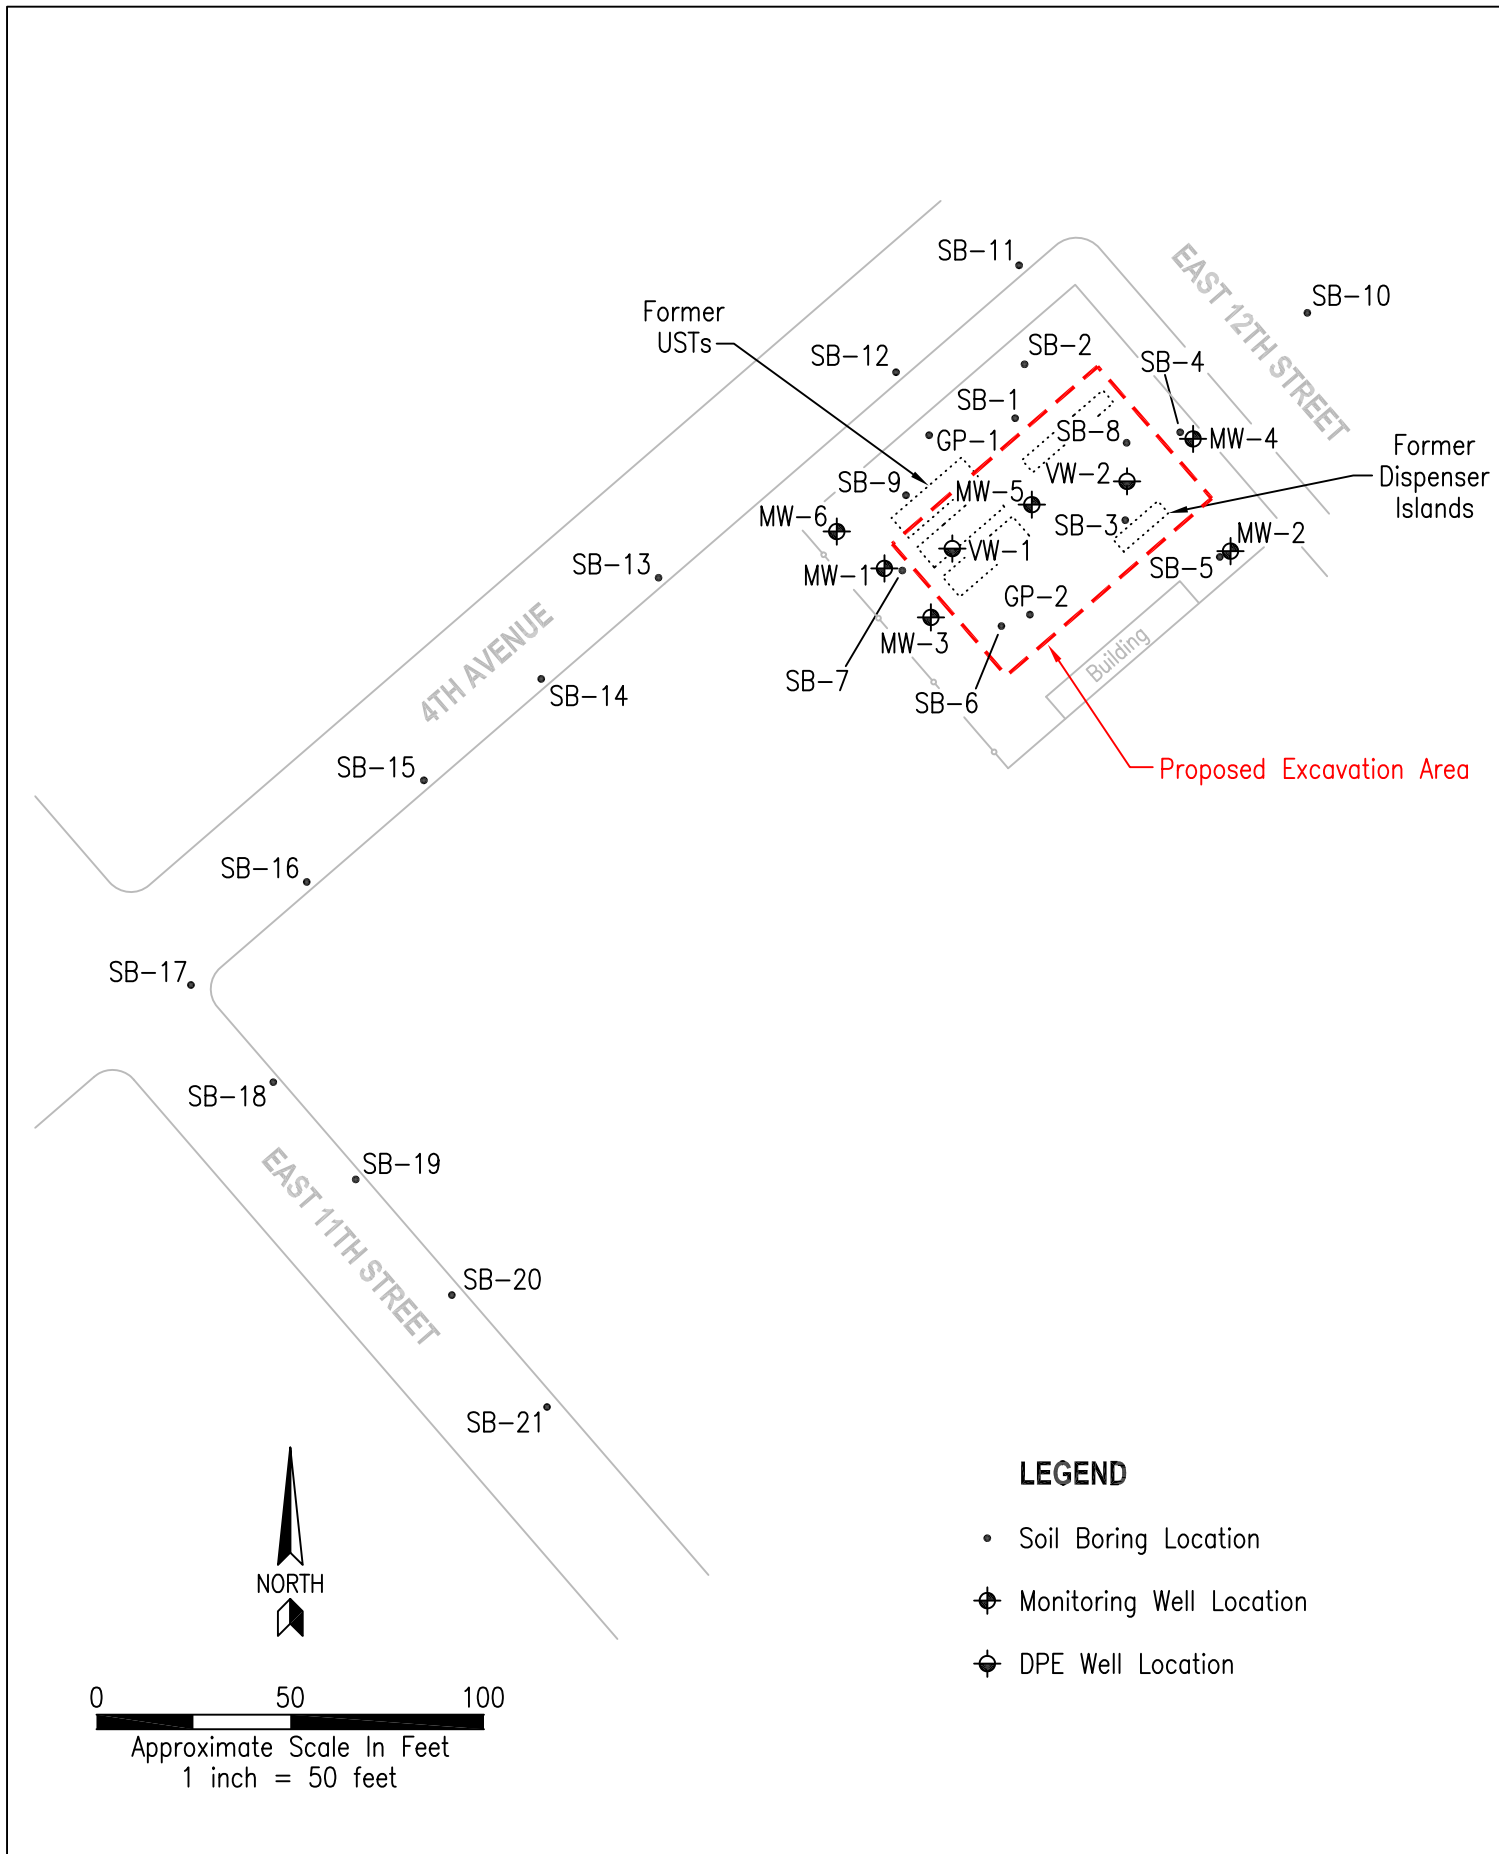 SB-11
EAST 12TH STREET
SB-10
Former
USTs
SB-12
SB-2
SB-4
SB-1
GP-1
SB-8
MW-4
Former
Dispenser
Islands
SB-9
MW-5
VW-2
MW-6
SB-3
MW-2
VW-1
SB-5
MW-1
SB-13
GP-2
MW-3
Building
SB-7
SB-6
4TH AVENUE
SB-14
SB-15
Proposed Excavation Area
SB-16
SB-17
SB-18
SB-19
EAST 11TH STREET
SB-20
SB-21
NORTH
0 50 100
Approximate Scale In Feet
1 inch = 50 feet
LEGEND
Soil Boring Location
Monitoring Well Location
DPE Well Location